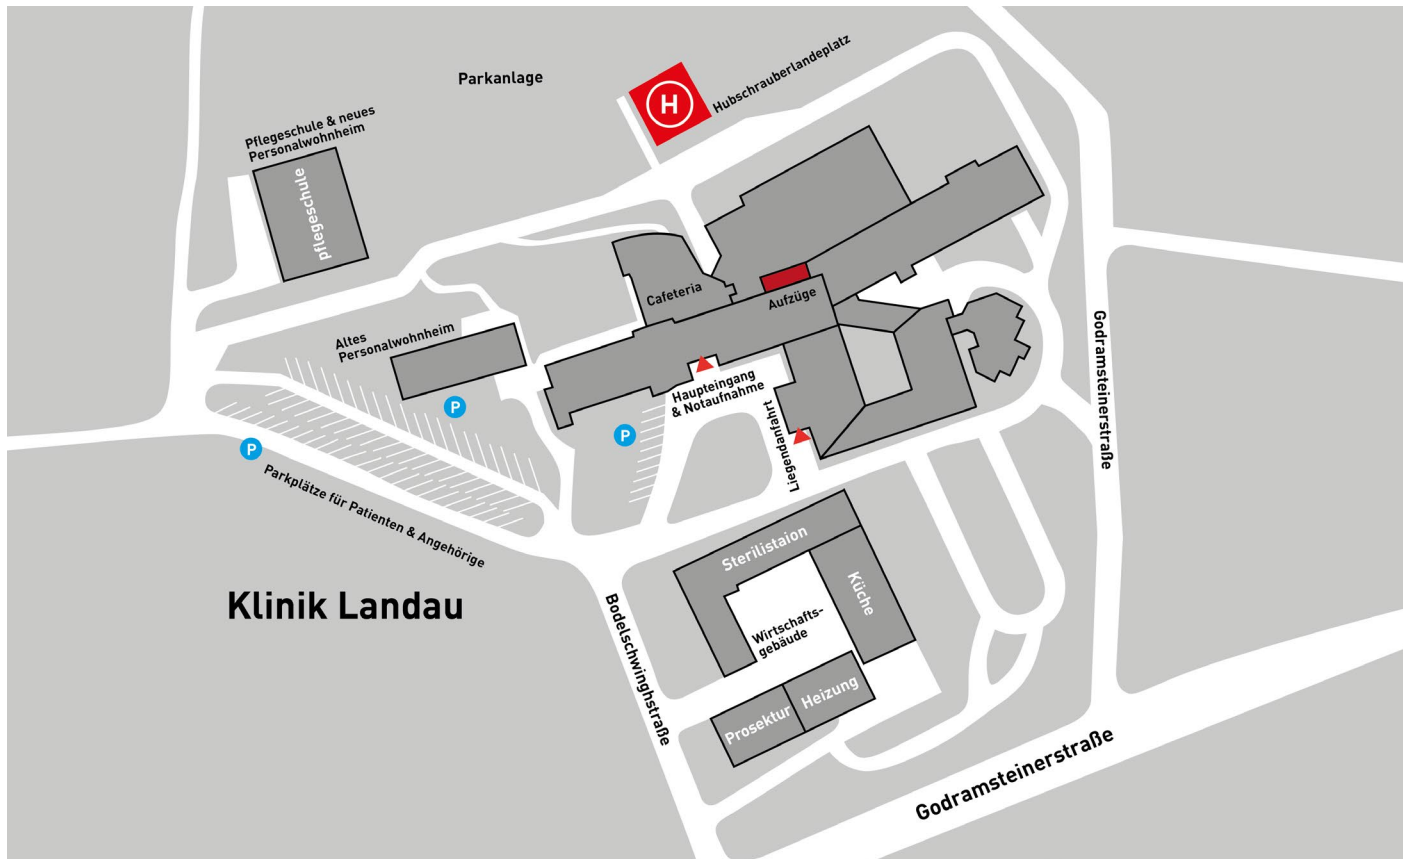 Parkanlage
H
Hubschrauberlandeplatz
Pflegeschule & neues
Personalwohnheim
Pflegeschule
Cafeteria
Aufzüge
Altes
Personalwohnheim
Haupteingang
& Notaufnahme
Liegendanfahrt
P
P
P
Parkplätze für Patienten & Angehörige
Godramsteinerstraße
Klinik Landau
Sterilistaion
Küche
Wirtschafts-
gebäude
Bodelschwinghstraße
Prosektur
Heizung
Godramsteinerstraße